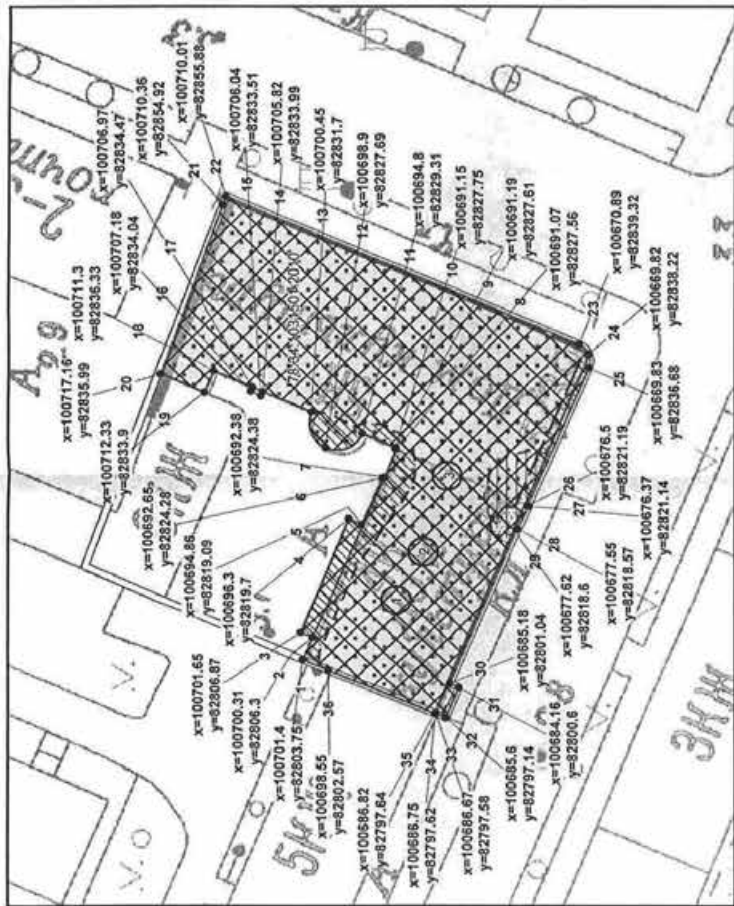 x=100717.16
y=82835.99
x=100711.3
y=82836.33
x=100707.18
y=82834.04
x=100706.97
y=82834.47
x=100710.36
y=82854.92
x=100710.01
y=82855.88
x=100706.04
y=82833.51
x=100705.82
y=82833.99
x=100700.45
y=82831.7
x=100698.9
y=82827.69
x=100694.8
y=82829.31
x=100691.15
y=82827.75
x=100691.19
y=82827.61
x=100691.07
y=82827.56
x=100670.89
y=82839.32
x=100669.82
y=82838.22
x=100669.83
y=82836.68
x=100676.5
y=82821.19
x=100676.37
y=82821.14
x=100677.55
y=82818.57
x=100677.62
y=82818.6
x=100685.18
y=82801.04
x=100684.16
y=82800.6
x=100685.6
y=82797.14
x=100686.67
y=82797.58
x=100686.75
y=82797.62
x=100686.82
y=82797.64
x=100698.55
y=82802.57
x=100701.4
y=82803.75
x=100700.31
y=82806.3
x=100701.65
y=82806.87
x=100696.3
y=82819.7
x=100694.86
y=82819.09
x=100692.65
y=82824.28
x=100692.38
y=82824.38
x=100712.33
y=82833.9
1
2
3
4
5
6
7
8
9
10
11
12
13
14
15
16
17
18
19
20
21
22
23
24
25
26
27
28
29
30
31
32
33
34
35
36
1
2
3
3КЖ